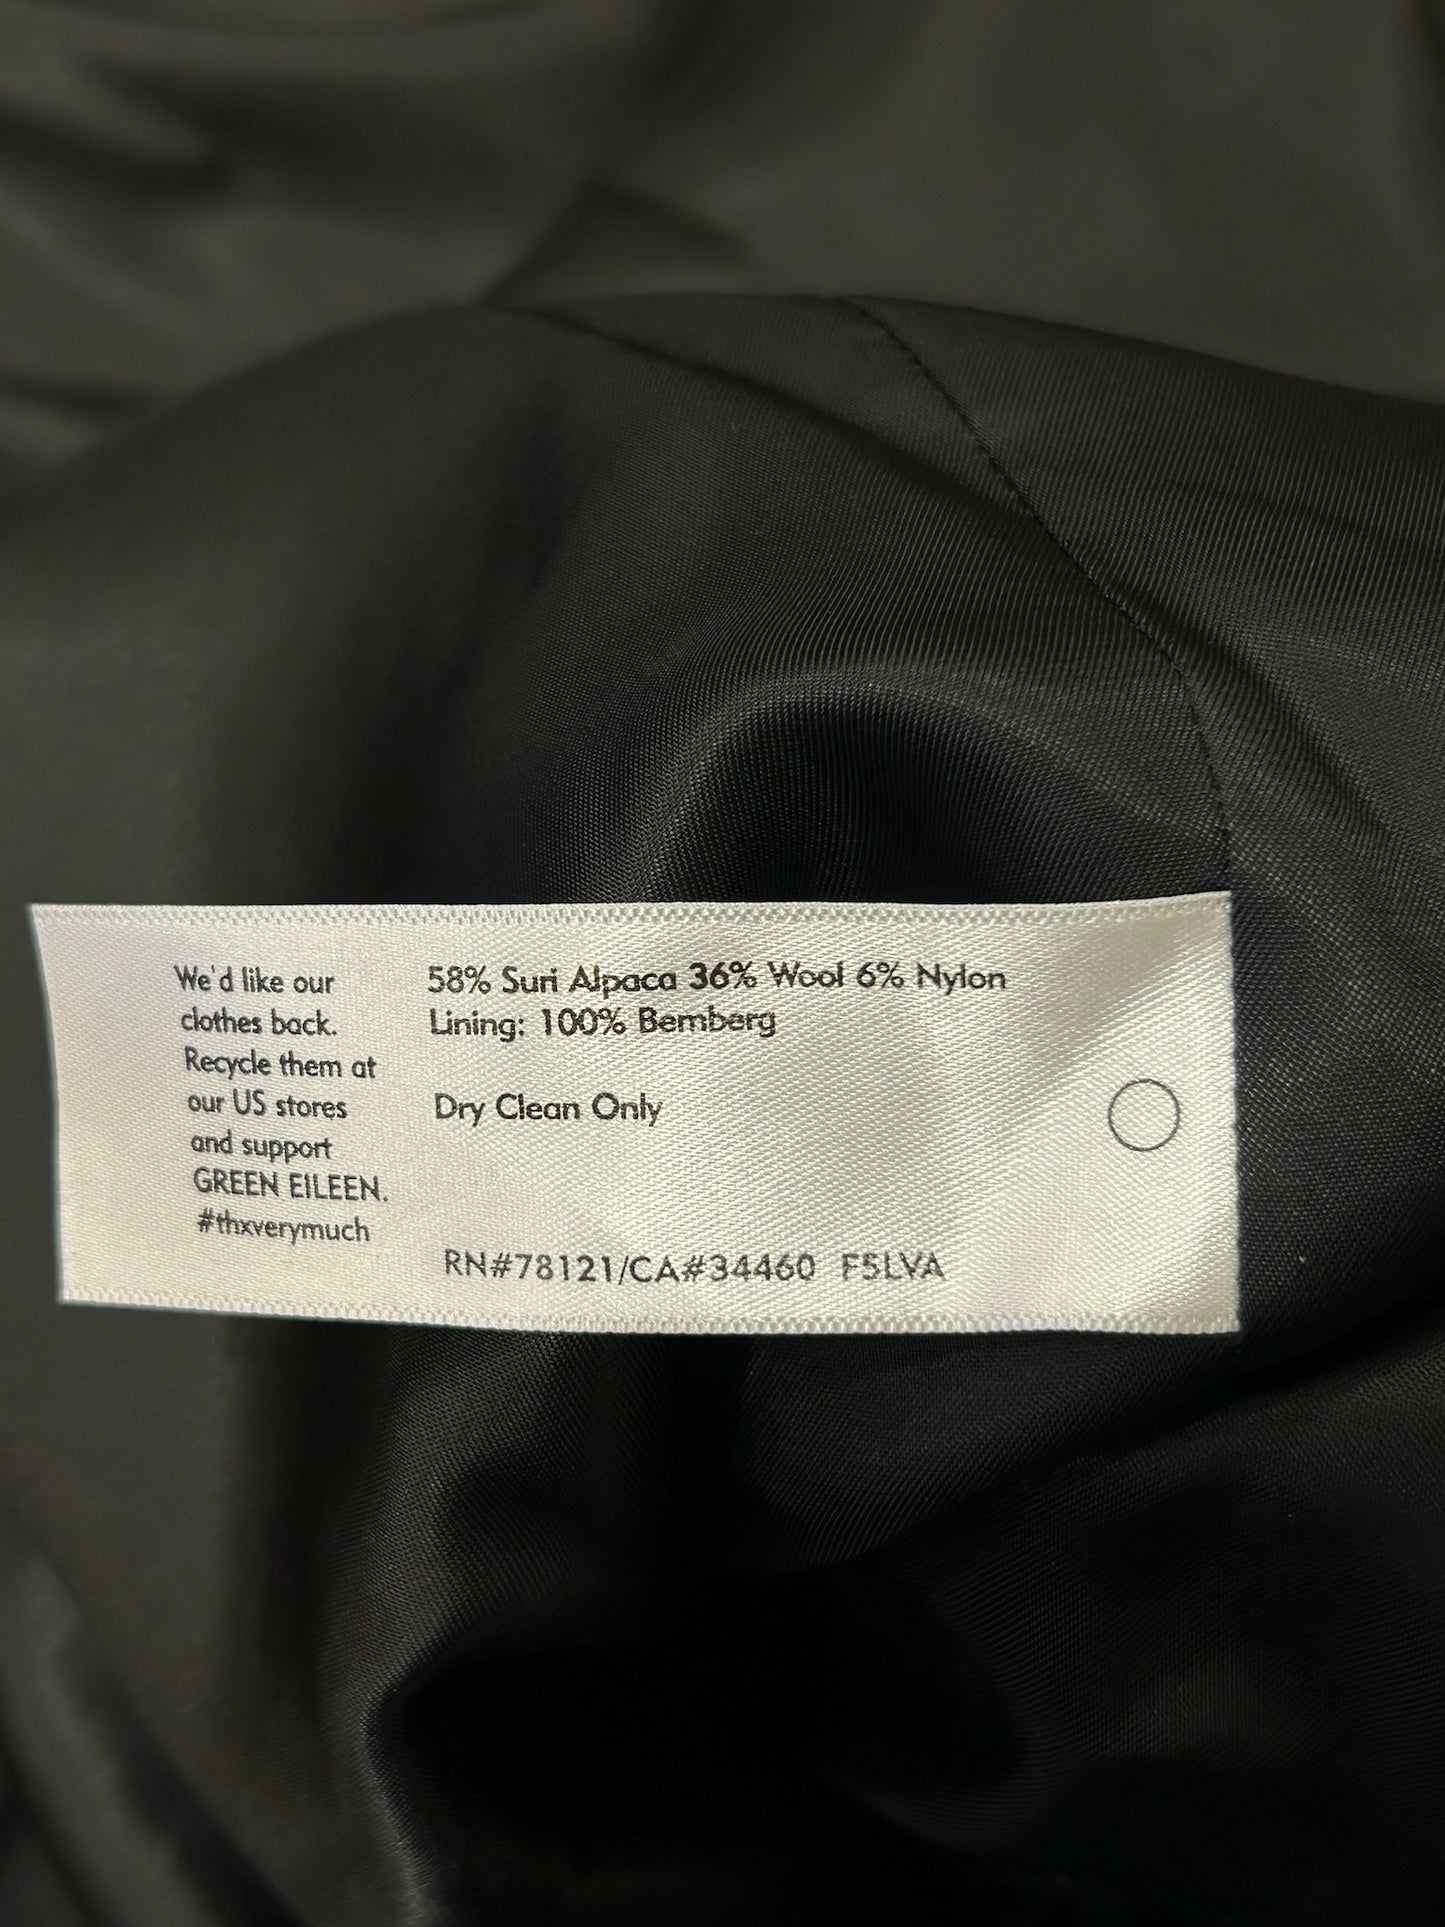 We'd like our
clothes back.
Recycle them at
our US stores
and support
GREEN EILEEN.
#thxverymuch
58% Suri Alpaca 36% Wool 6% Nylon
Lining: 100% Bemberg
Dry Clean Only
RN#78121/CA#34460 F5LVA